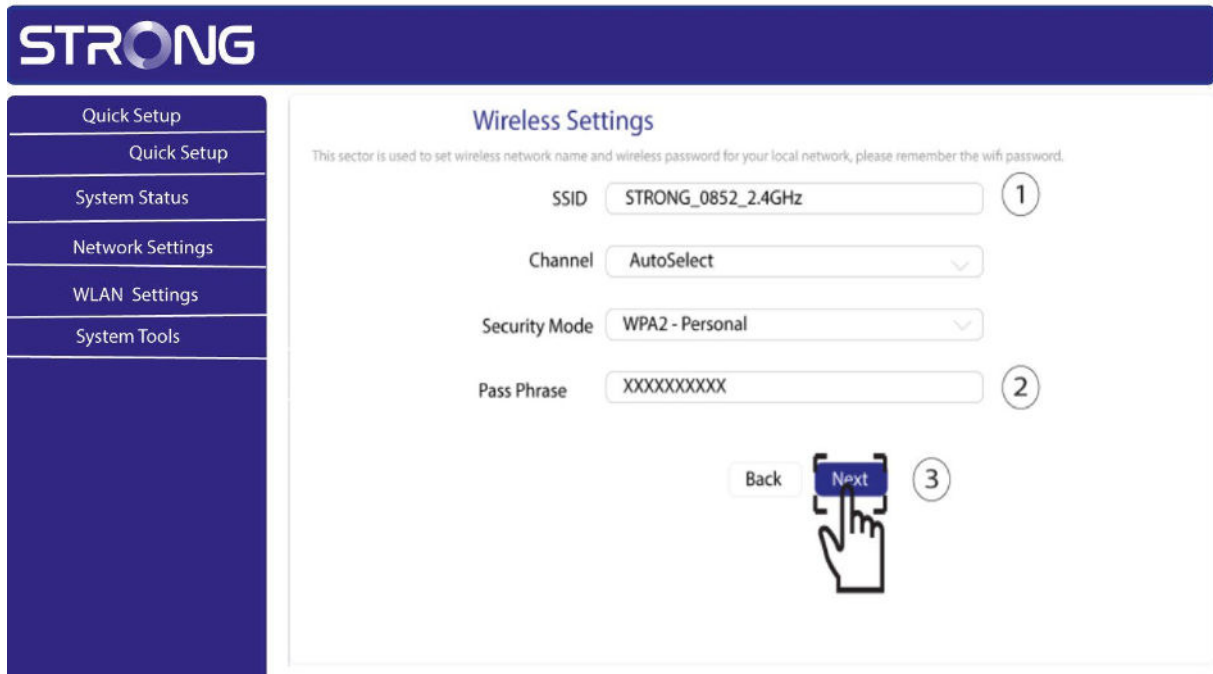 STRONG
Quick Setup
Quick Setup
System Status
Network Settings
WLAN Settings
System Tools
Wireless Settings
This sector is used to set wireless network name and wireless password for your local network, please remember the wifi password.
SSID STRONG_0852_2.4GHz 1
Channel AutoSelect
Security Mode WPA2 - Personal
Pass Phrase XXXXXXXXXX 2
Back Next 3